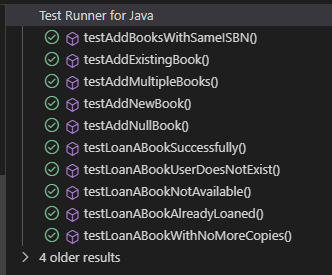 Test Runner for Java
testAddBooksWithSameISBN()
testAddExistingBook()
testAddMultipleBooks()
testAddNewBook()
testAddNullBook()
testLoanABookSuccessfully()
testLoanABookUserDoesNotExist()
testLoanABookNotAvailable()
testLoanABookAlreadyLoaned()
testLoanABookWithNoMoreCopies()
4 older results